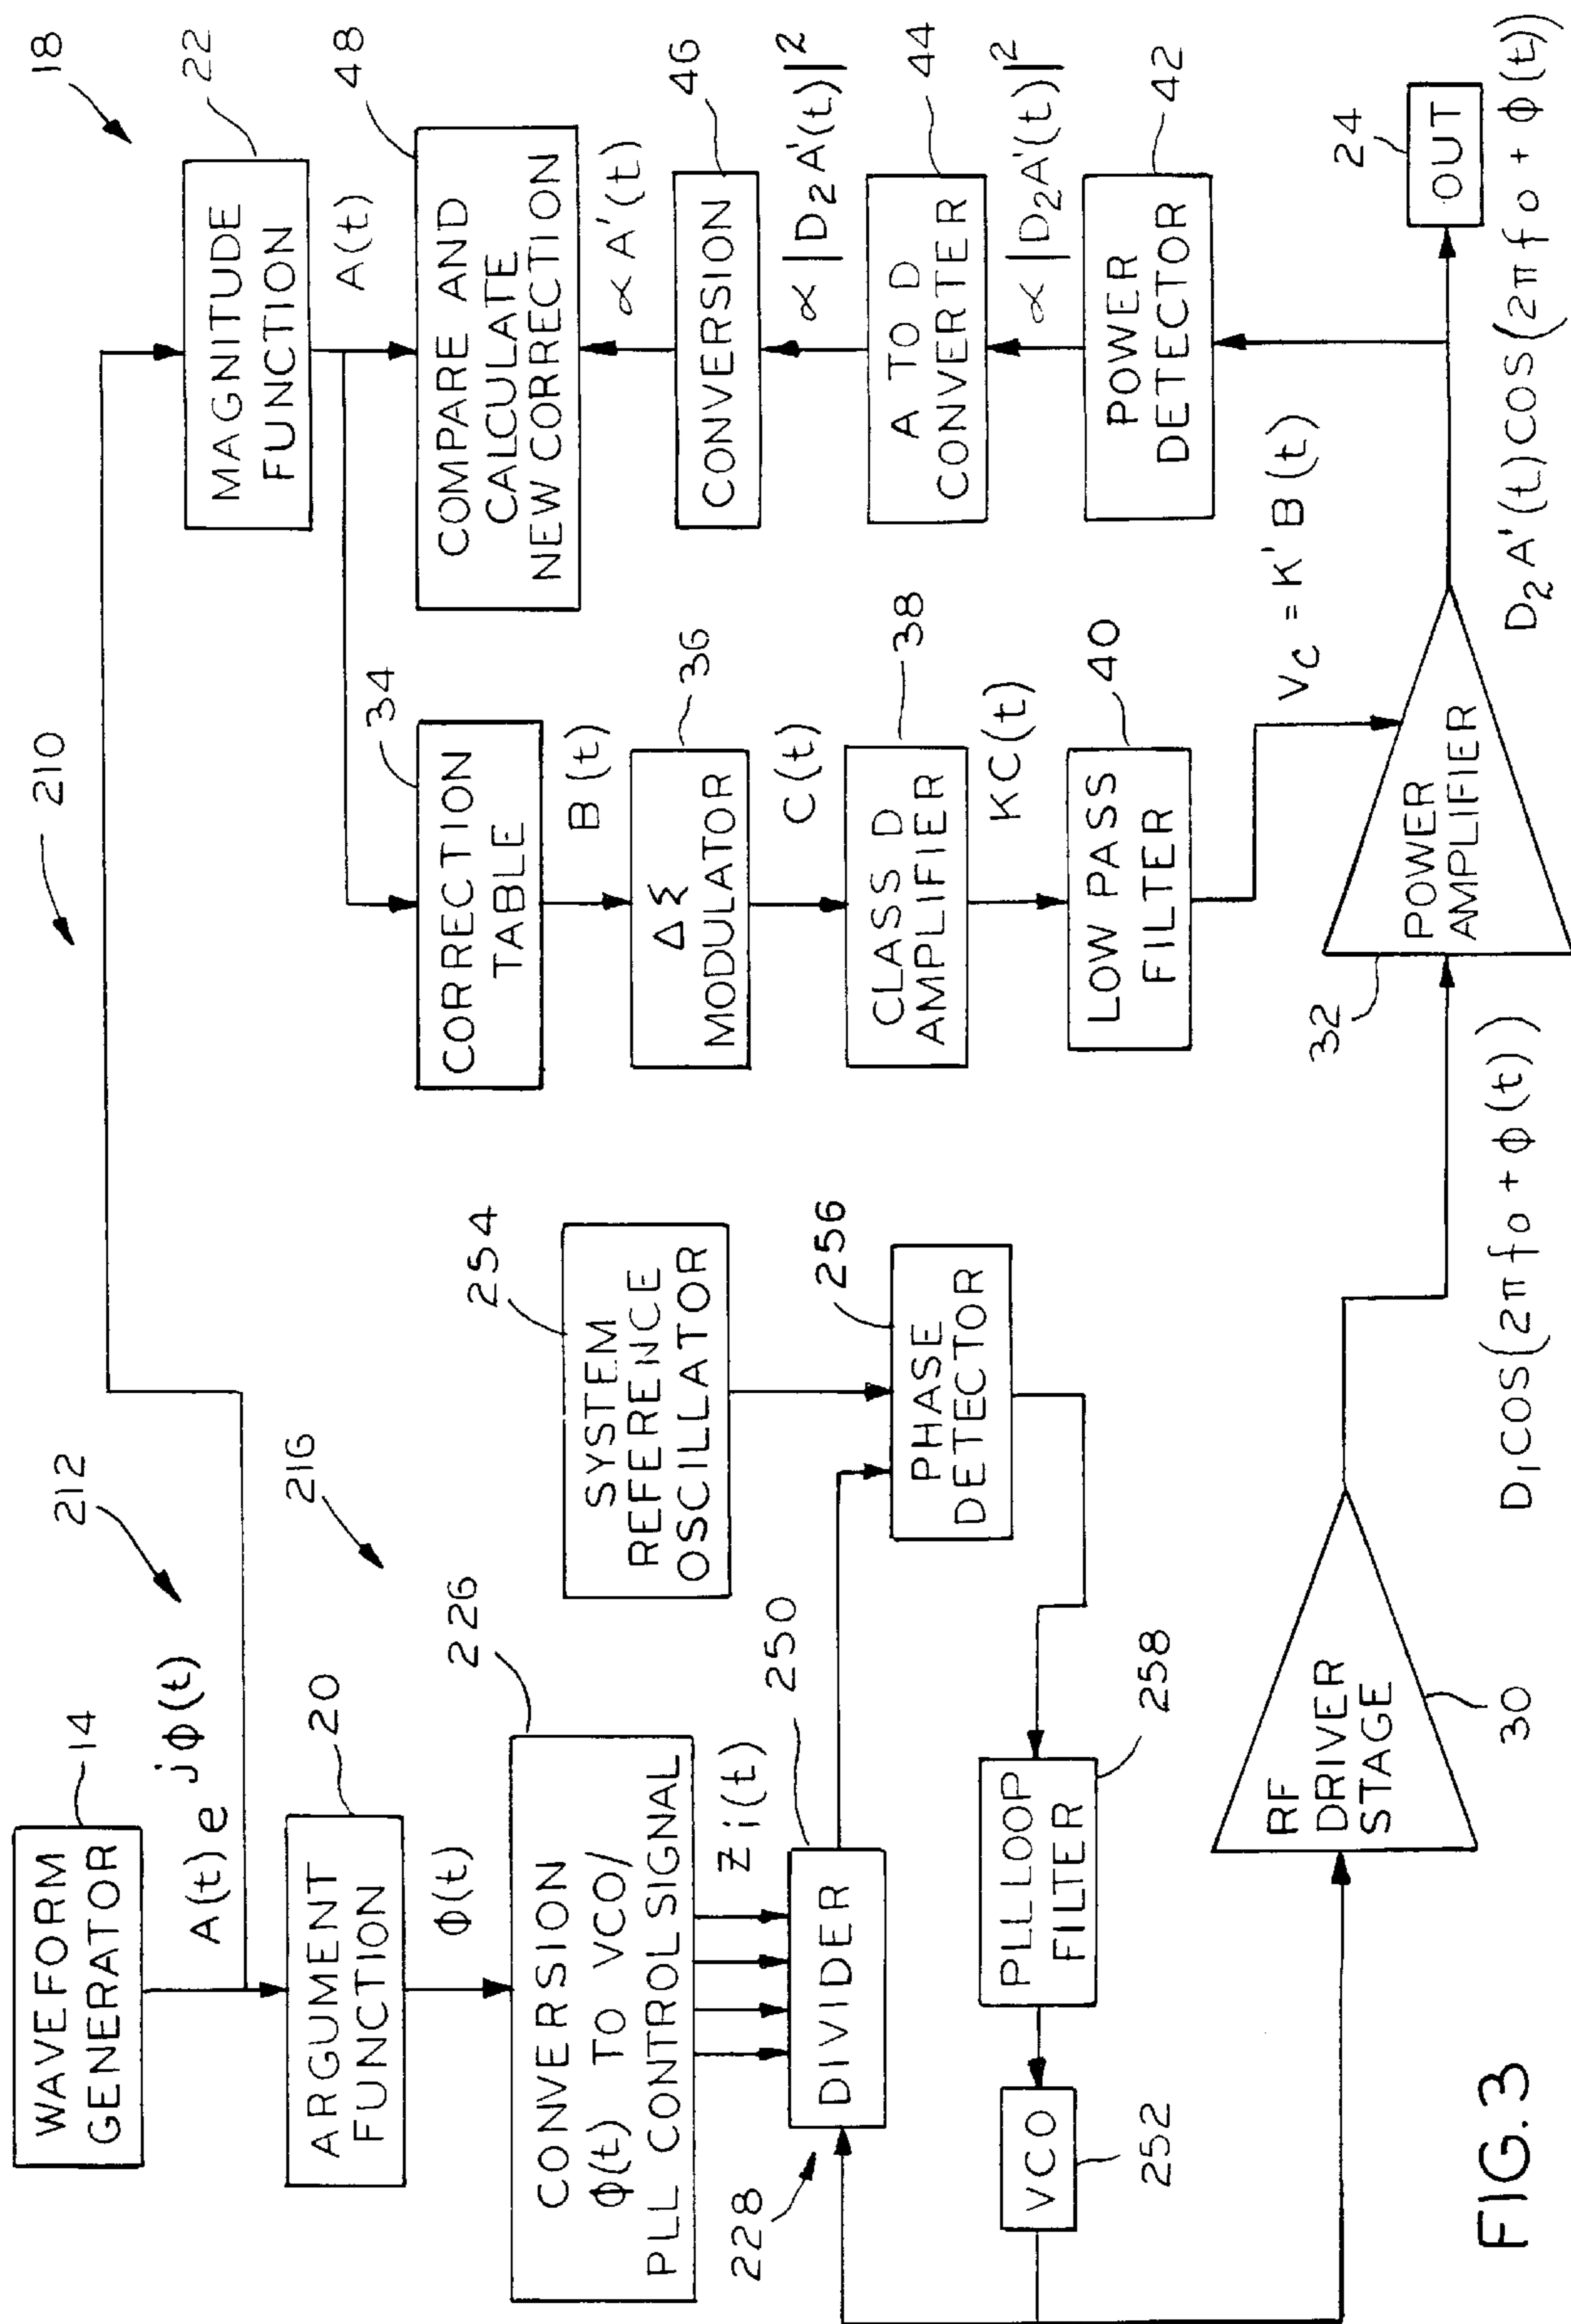 210
212
18
WAVEFORM
GENERATOR
14
A(t)e jΦ(t)
ARGUMENT
FUNCTION
20
Φ(t)
216
CONVERSION
Φ(t) TO VCO/
PLL CONTROL SIGNAL
226
Zi(t)
228
DIVIDER
250
SYSTEM
REFERENCE
OSCILLATOR
254
PHASE
DETECTOR
256
PLL LOOP
FILTER
258
VCO
252
RF
DRIVER
STAGE
30
D1COS(2πfo + Φ(t))
MAGNITUDE
FUNCTION
22
A(t)
CORRECTION
TABLE
34
B(t)
ΔΣ
MODULATOR
36
C(t)
CLASS D
AMPLIFIER
38
KC(t)
LOW PASS
FILTER
40
VC = K'B(t)
COMPARE AND
CALCULATE
NEW CORRECTION
48
∝ A'(t)
CONVERSION
46
∝ |D2A'(t)|2
A TO D
CONVERTER
44
∝ |D2A'(t)|2
POWER
DETECTOR
42
POWER
AMPLIFIER
32
OUT
24
D2A'(t)COS(2πfo + Φ(t))
FIG. 3